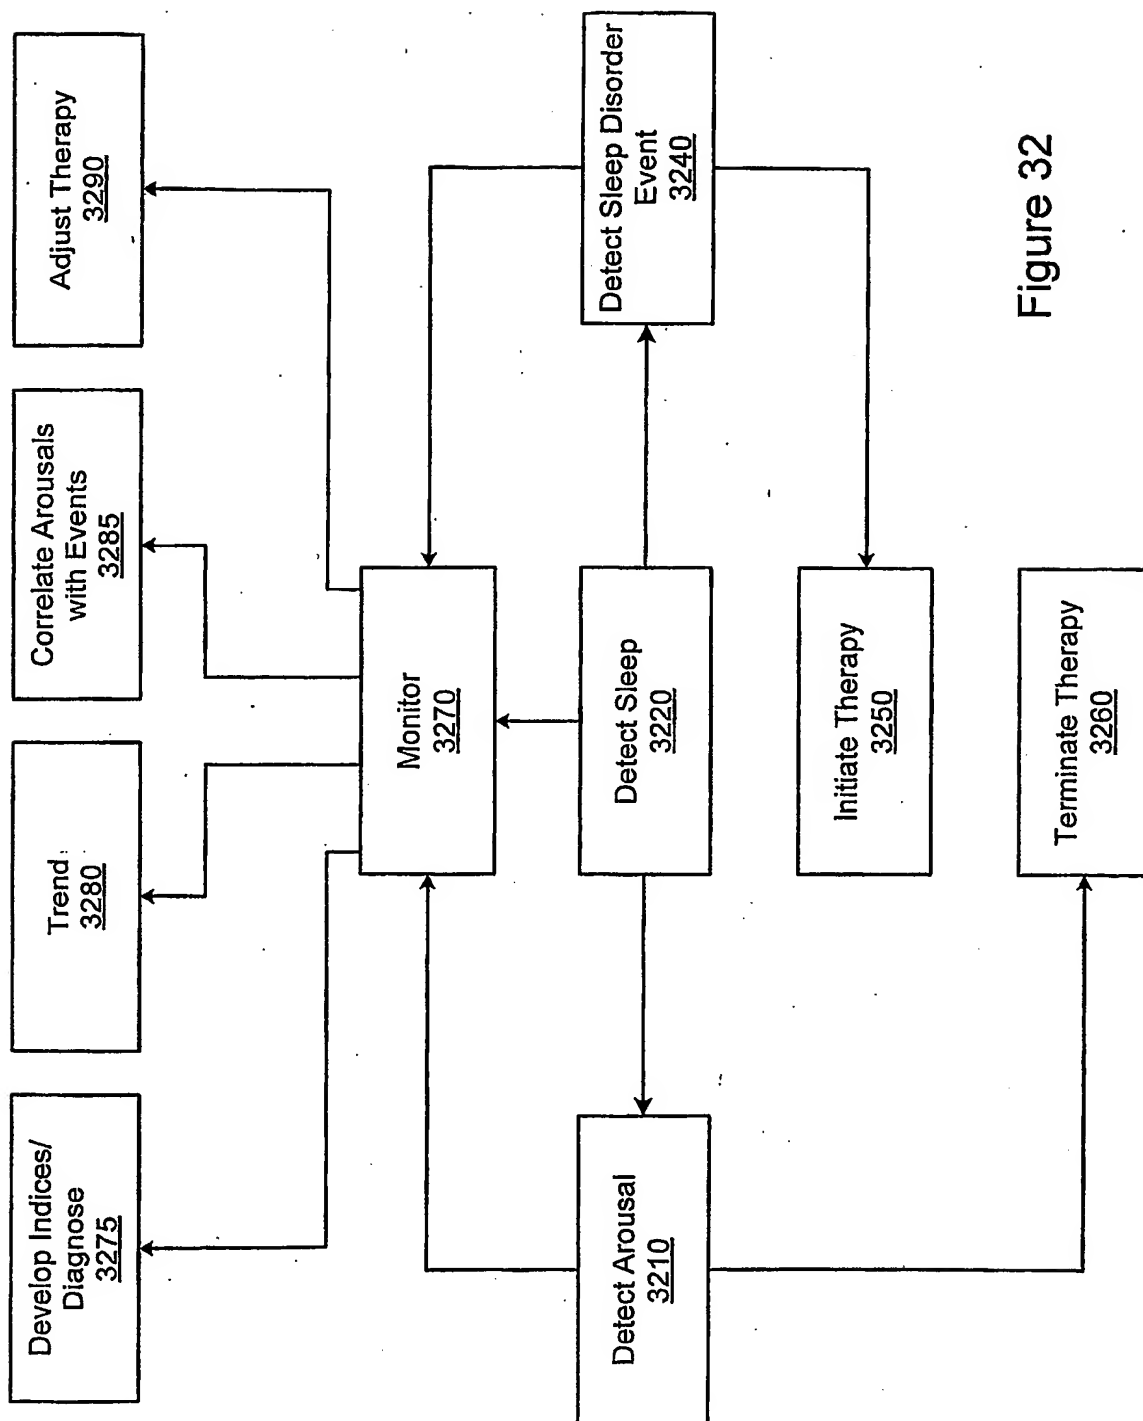 Develop Indices/
Diagnose
3275
Trend
3280
Correlate Arousals
with Events
3285
Adjust Therapy
3290
Monitor
3270
Detect Arousal
3210
Detect Sleep
3220
Detect Sleep Disorder
Event
3240
Initiate Therapy
3250
Terminate Therapy
3260
Figure 32